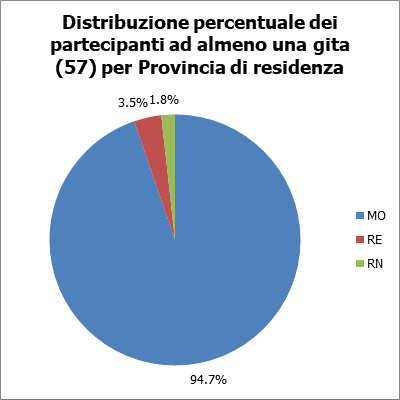 Distribuzione percentuale dei
partecipanti ad almeno una gita
(57) per Provincia di residenza
3.5% 1.8%
MO
RE
RN
94.7%